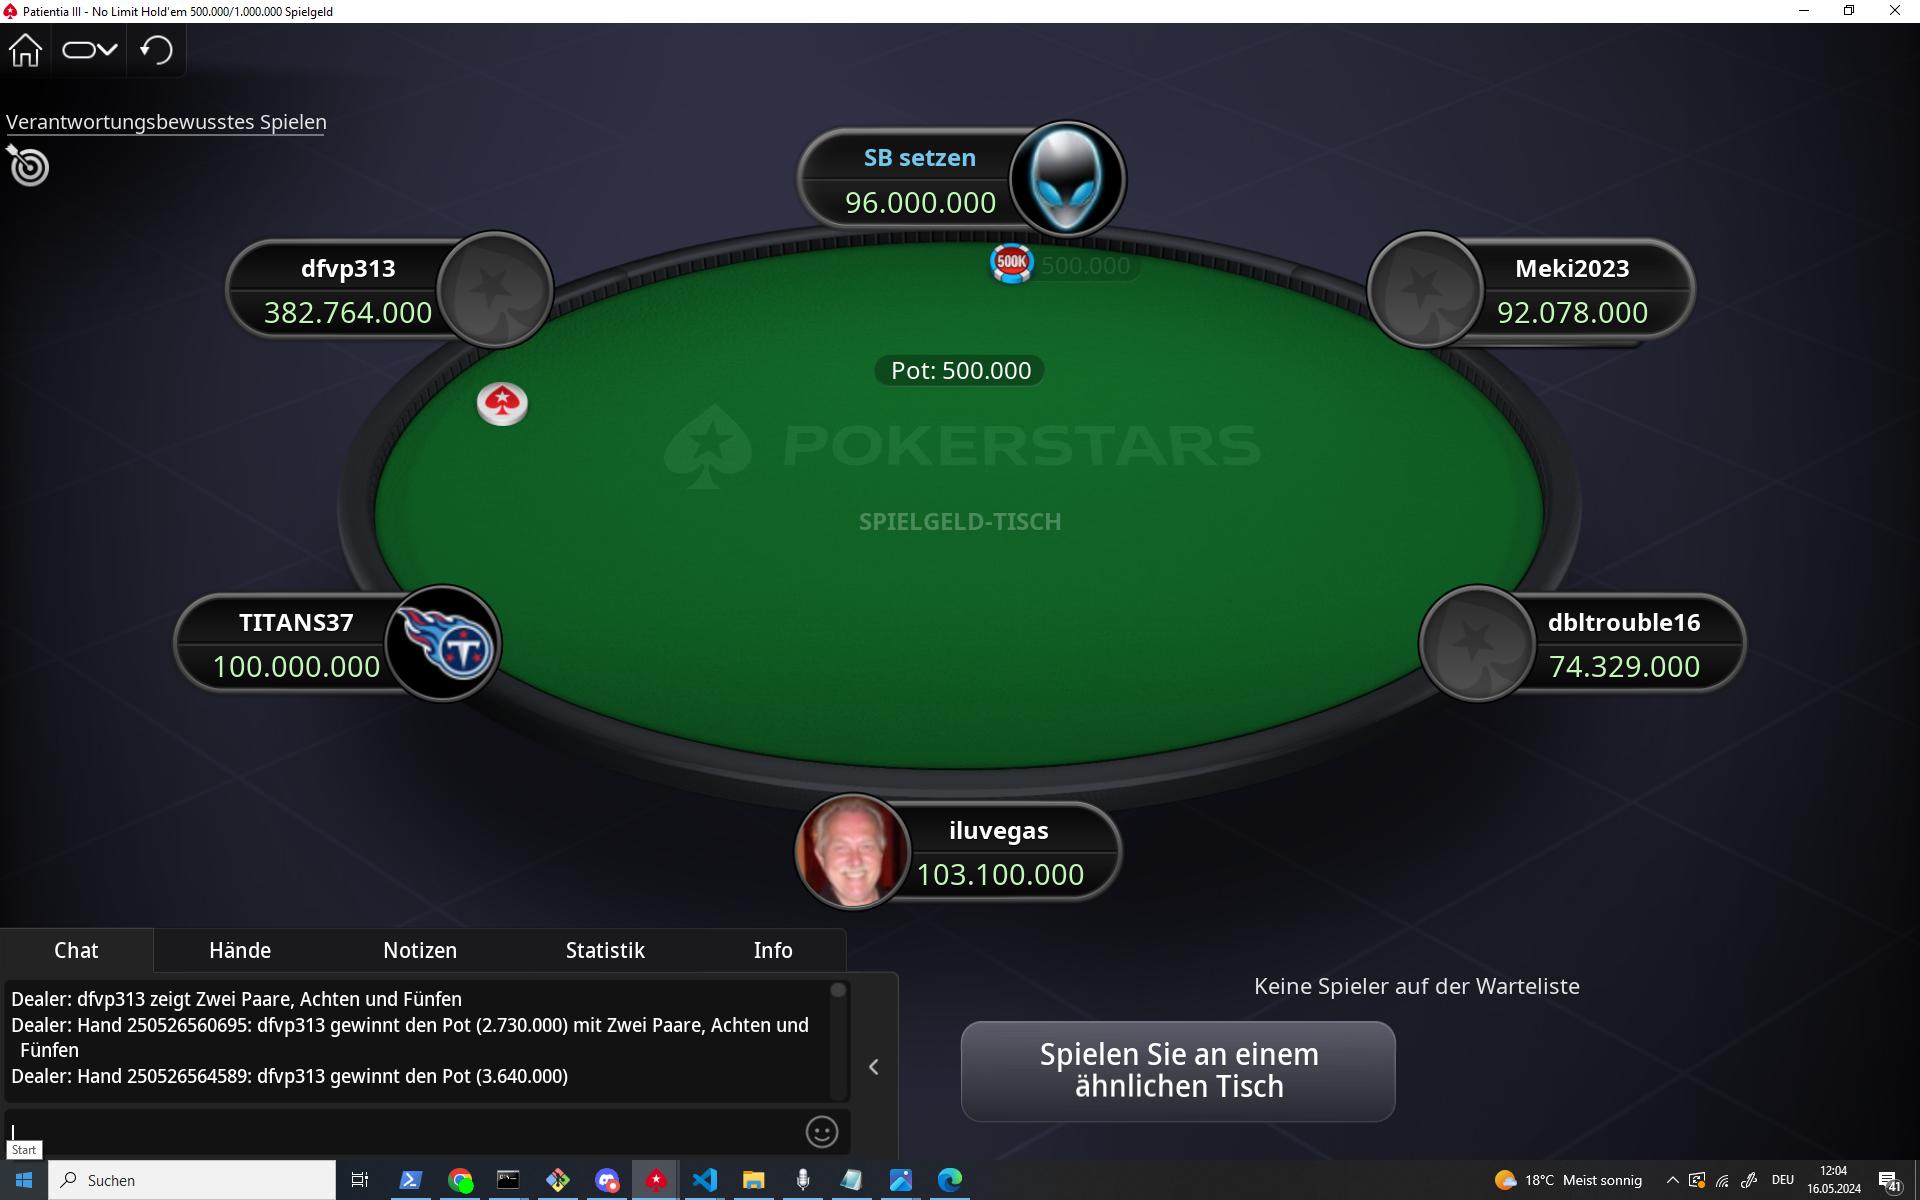 Patientia III - No Limit Hold'em 500.000/1.000.000 Spielgeld
Verantwortungsbewusstes Spielen
SB setzen
96.000.000
dfvp313
382.764.000
Meki2023
92.078.000
500K
500.000
Pot: 500.000
POKERSTARS
SPIELGELD-TISCH
TITANS37
100.000.000
T
dbltrouble16
74.329.000
iluvegas
103.100.000
Chat
Hände
Notizen
Statistik
Info
Dealer: dfvp313 zeigt Zwei Paare, Achten und Fünfen
Dealer: Hand 250526560695: dfvp313 gewinnt den Pot (2.730.000) mit Zwei Paare, Achten und
Fünfen
Dealer: Hand 250526564589: dfvp313 gewinnt den Pot (3.640.000)
Keine Spieler auf der Warteliste
Spielen Sie an einem
ähnlichen Tisch
Start
Suchen
18°C Meist sonnig
DEU
12:04
16.05.2024
41